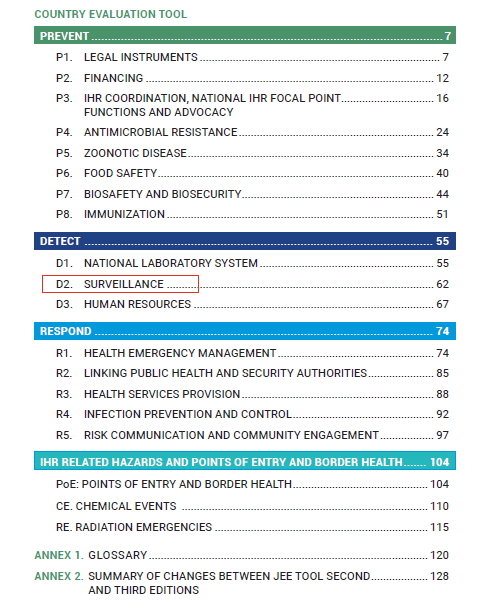 COUNTRY EVALUATION TOOL
PREVENT 7
P1. LEGAL INSTRUMENTS 7
P2. FINANCING 12
P3. IHR COORDINATION, NATIONAL IHR FOCAL POINT 16
FUNCTIONS AND ADVOCACY
P4. ANTIMICROBIAL RESISTANCE 24
P5. ZOONOTIC DISEASE 34
P6. FOOD SAFETY 40
P7. BIOSAFETY AND BIOSECURITY 44
P8. IMMUNIZATION 51
DETECT 55
D1. NATIONAL LABORATORY SYSTEM 55
D2. SURVEILLANCE 62
D3. HUMAN RESOURCES 67
RESPOND 74
R1. HEALTH EMERGENCY MANAGEMENT 74
R2. LINKING PUBLIC HEALTH AND SECURITY AUTHORITIES 85
R3. HEALTH SERVICES PROVISION 88
R4. INFECTION PREVENTION AND CONTROL 92
R5. RISK COMMUNICATION AND COMMUNITY ENGAGEMENT 97
IHR RELATED HAZARDS AND POINTS OF ENTRY AND BORDER HEALTH 104
PoE: POINTS OF ENTRY AND BORDER HEALTH 104
CE. CHEMICAL EVENTS 110
RE. RADIATION EMERGENCIES 115
ANNEX 1. GLOSSARY 120
ANNEX 2. SUMMARY OF CHANGES BETWEEN JEE TOOL SECOND 128
AND THIRD EDITIONS